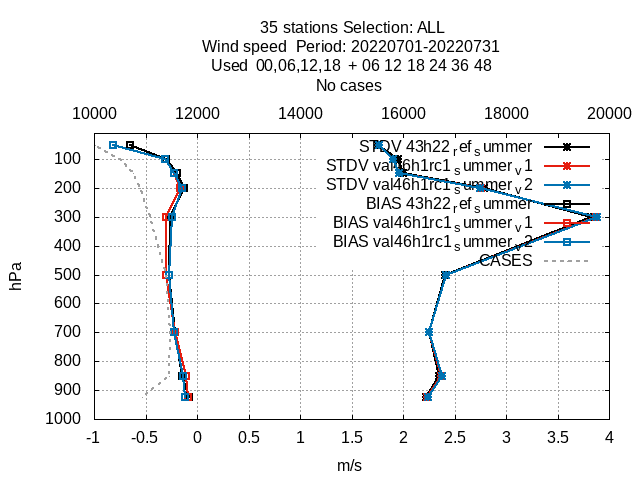 35 stations Selection: ALL
Wind speed Period: 20220701-20220731
Used 00,06,12,18 + 06 12 18 24 36 48
No cases
10000 12000 14000 16000 18000 20000
STDV 43h22_ref_summer
STDV val46h1rc1_summer_v1
STDV val46h1rc1_summer_v2
BIAS 43h22_ref_summer
BIAS val46h1rc1_summer_v1
BIAS val46h1rc1_summer_v2
CASES
100
200
300
400
500
600
700
800
900
1000
hPa
-1 -0.5 0 0.5 1 1.5 2 2.5 3 3.5 4
m/s